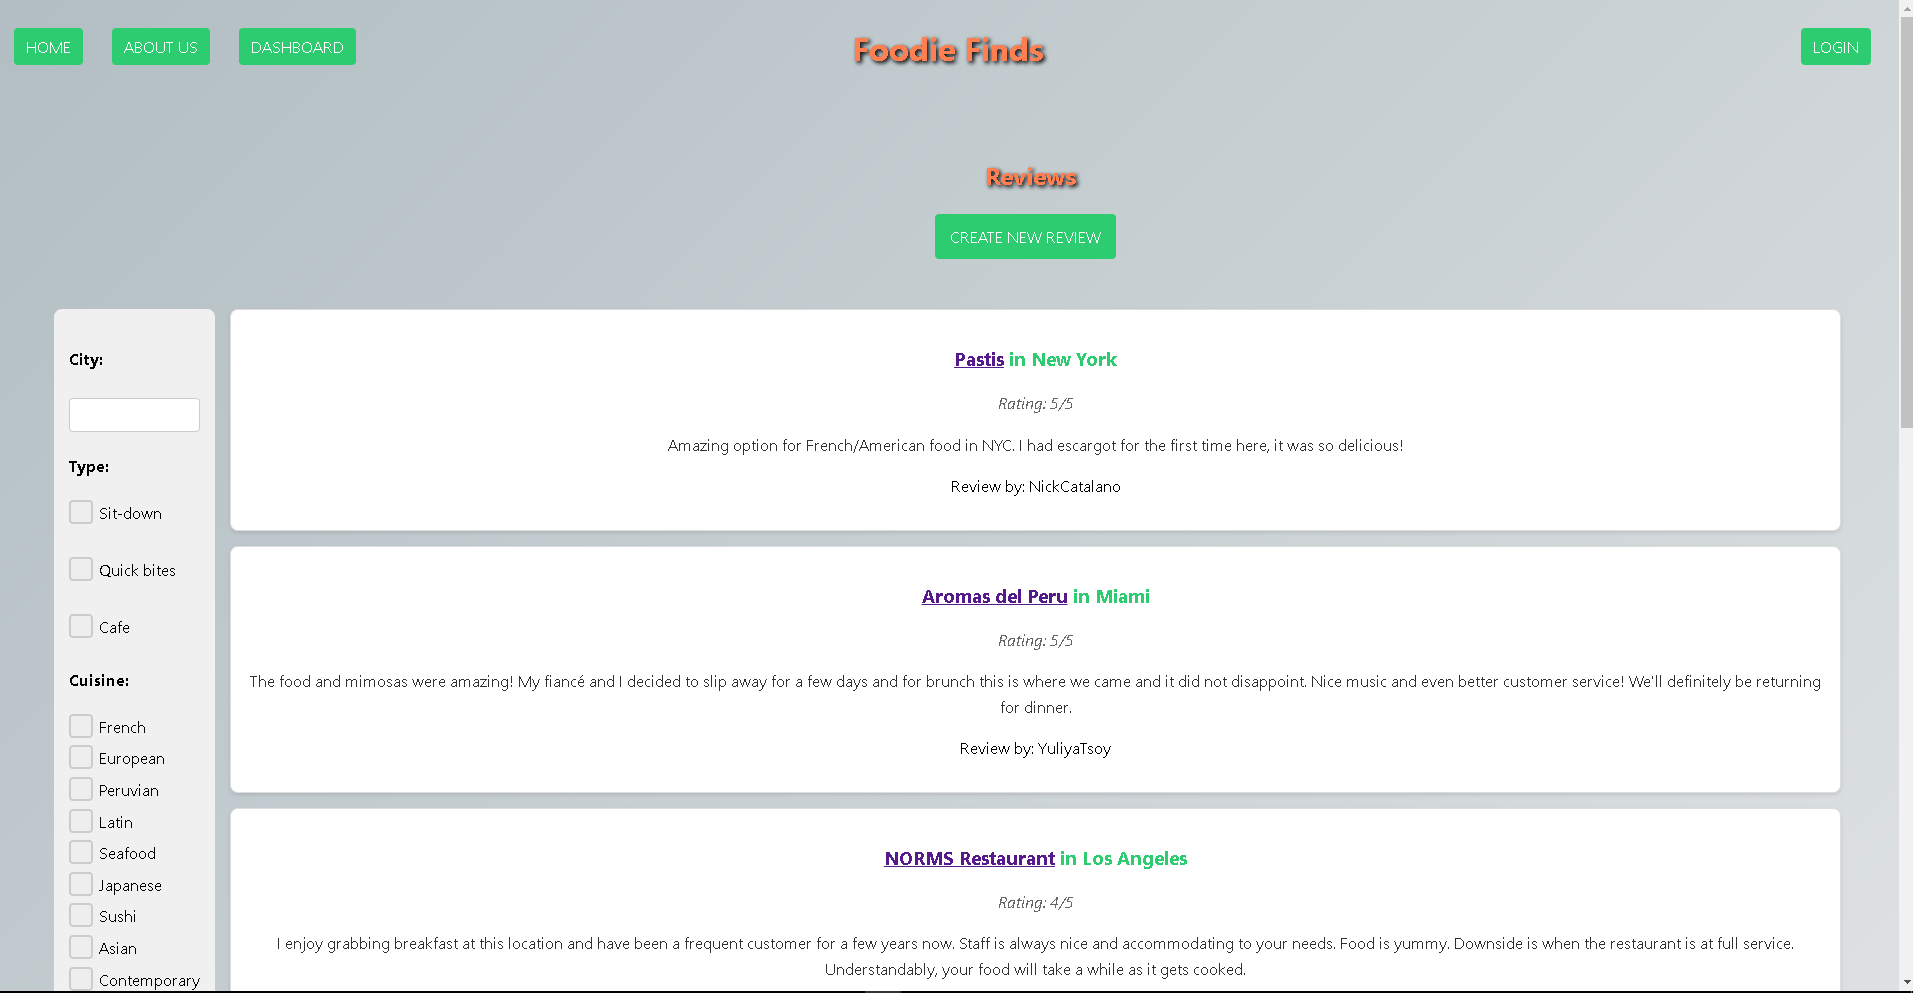 HOME
ABOUT US
DASHBOARD
Foodie Finds
LOGIN
Reviews
CREATE NEW REVIEW
City:
Type:
Sit-down
Quick bites
Cafe
Cuisine:
French
European
Peruvian
Latin
Seafood
Japanese
Sushi
Asian
Contemporary
Pastis in New York
Rating: 5/5
Amazing option for French/American food in NYC. I had escargot for the first time here, it was so delicious!
Review by: NickCatalano
Aromas del Peru in Miami
Rating: 5/5
The food and mimosas were amazing! My fiancé and I decided to slip away for a few days and for brunch this is where we came and it did not disappoint. Nice music and even better customer service! We'll definitely be returning
for dinner.
Review by: YuliyaTsoy
NORMS Restaurant in Los Angeles
Rating: 4/5
I enjoy grabbing breakfast at this location and have been a frequent customer for a few years now. Staff is always nice and accommodating to your needs. Food is yummy. Downside is when the restaurant is at full service.
Understandably, your food will take a while as it gets cooked.